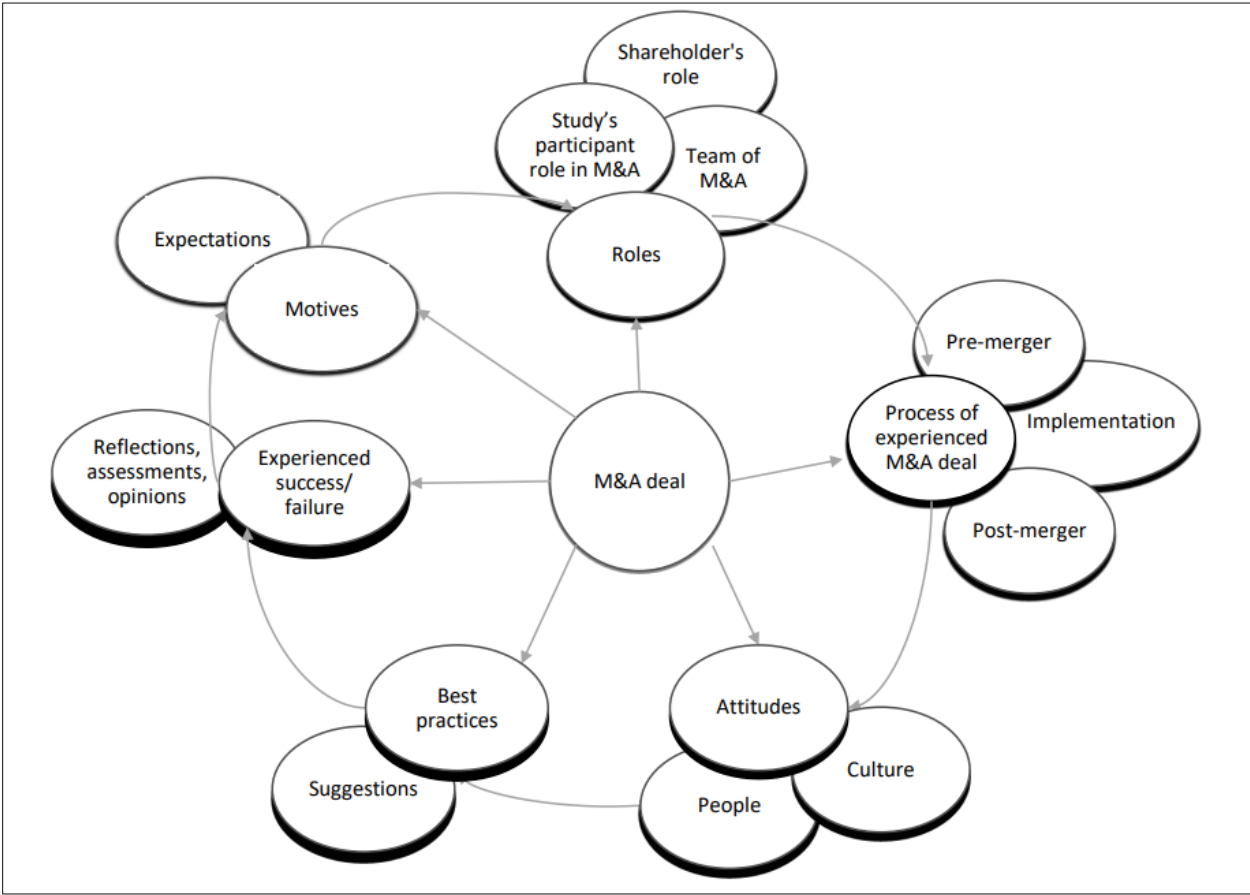 Shareholder's
role
Study’s
participant
role in M&A
Team of
M&A
Roles
Expectations
Motives
Pre-merger
Process of
experienced
M&A deal
Implementation
Post-merger
Reflections,
assessments,
opinions
Experienced
success/
failure
M&A deal
Best
practices
Suggestions
Attitudes
Culture
People